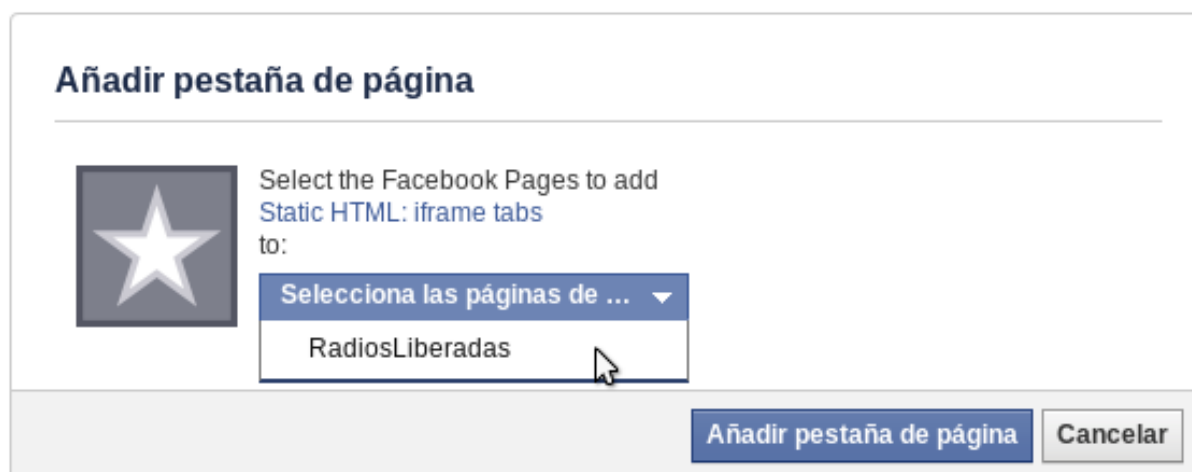 Añadir pestaña de página
Select the Facebook Pages to add
Static HTML: iframe tabs
to:
Selecciona las páginas de ...
RadiosLiberadas
Añadir pestaña de página
Cancelar